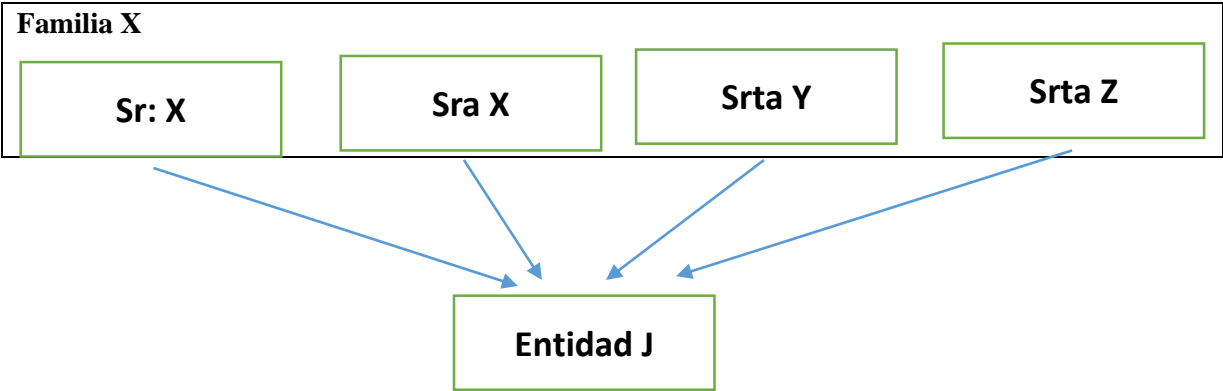 Familia X
Sr: X
Sra X
Srta Y
Srta Z
Entidad J